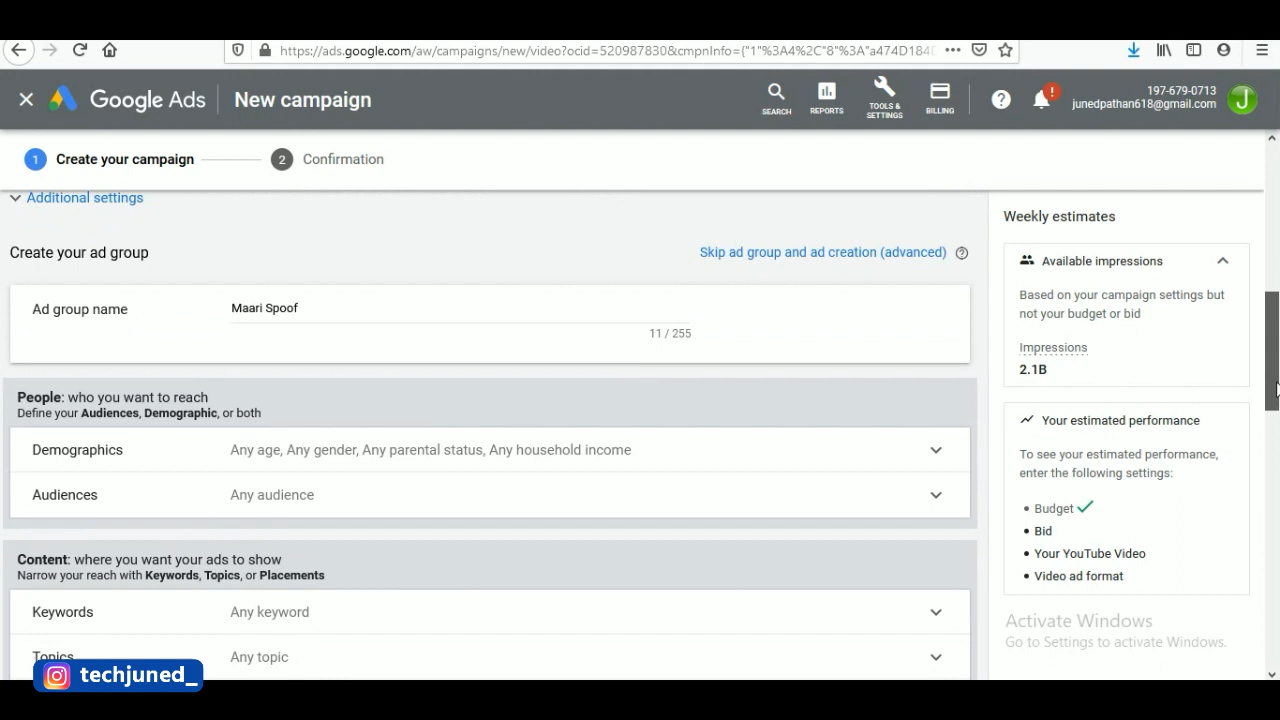 https://ads.google.com/aw/campaigns/new/video?ocid=520987830&cmpnInfo={"1"%3A4%2C"8"%3A"a474D184
Google Ads
New campaign
SEARCH
REPORTS
TOOLS &
SETTINGS
BILLING
!
197-679-0713
junedpathan618@gmail.com
J
1 Create your campaign
2 Confirmation
Additional settings
Create your ad group
Skip ad group and ad creation (advanced)
Ad group name
Maari Spoof
11 / 255
People: who you want to reach
Define your Audiences, Demographic, or both
Demographics
Any age, Any gender, Any parental status, Any household income
Audiences
Any audience
Content: where you want your ads to show
Narrow your reach with Keywords, Topics, or Placements
Keywords
Any keyword
Topics
Any topic
techjuned_
Weekly estimates
Available impressions
Based on your campaign settings but
not your budget or bid
Impressions
2.1B
Your estimated performance
To see your estimated performance,
enter the following settings:
• Budget
• Bid
• Your YouTube Video
• Video ad format
Activate Windows
Go to Settings to activate Windows.